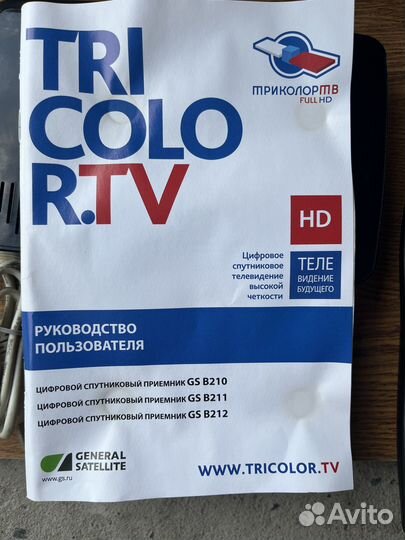 TRI
COLO
R.TV
ТРИКОЛОРТВ
FULL HD
HD
Цифровое
спутниковое
телевидение
высокой
четкости
ТЕЛЕ
ВИДЕНИЕ
БУДУЩЕГО
РУКОВОДСТВО
ПОЛЬЗОВАТЕЛЯ
ЦИФРОВОЙ СПУТНИКОВЫЙ ПРИЕМНИК GS B210
ЦИФРОВОЙ СПУТНИКОВЫЙ ПРИЕМНИК GS B211
ЦИФРОВОЙ СПУТНИКОВЫЙ ПРИЕМНИК GS B212
GENERAL
SATELLITE
www.gs.ru
WWW.TRICOLOR.TV
Avito